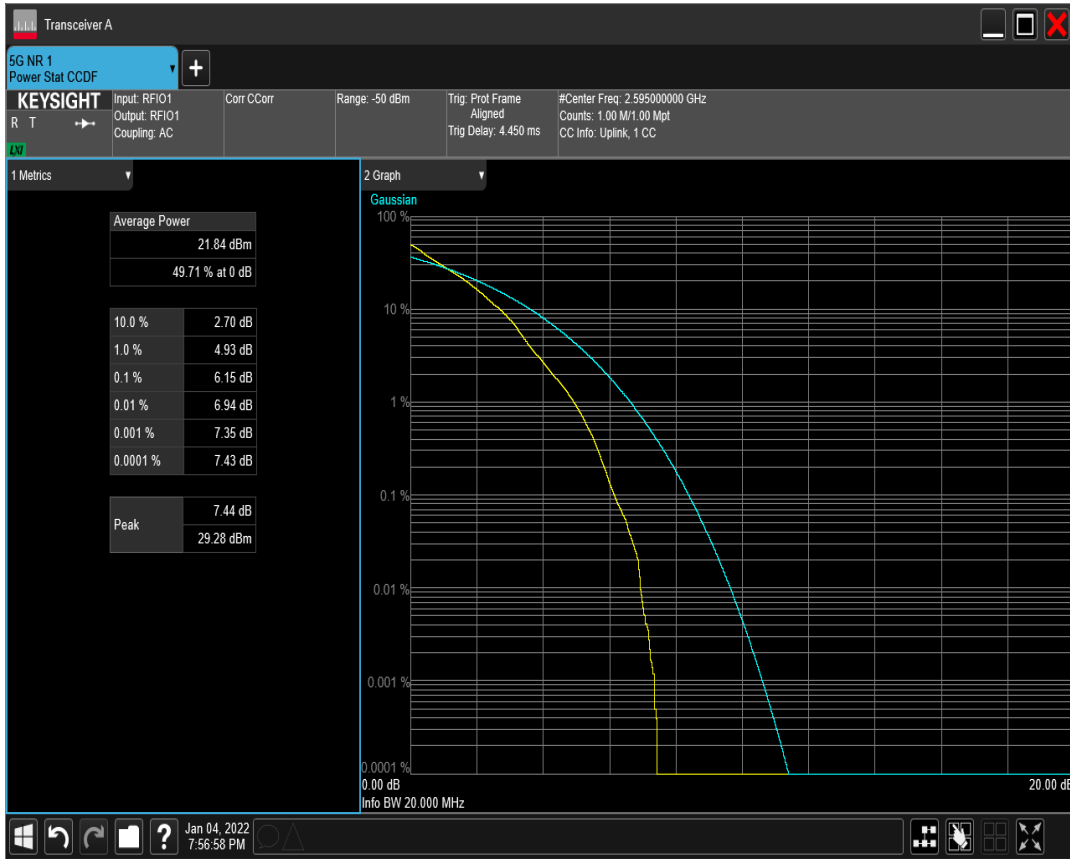 Transceiver A
5G NR 1
Power Stat CCDF
KEYSIGHT
R T
LXI
Input: RFIO1
Output: RFIO1
Coupling: AC
Corr CCorr
Range: -50 dBm
Trig: Prot Frame
Aligned
Trig Delay: 4.450 ms
#Center Freq: 2.595000000 GHz
Counts: 1.00 M/1.00 Mpt
CC Info: Uplink, 1 CC
1 Metrics
Average Power
21.84 dBm
49.71 % at 0 dB
10.0 % 2.70 dB
1.0 % 4.93 dB
0.1 % 6.15 dB
0.01 % 6.94 dB
0.001 % 7.35 dB
0.0001 % 7.43 dB
Peak
7.44 dB
29.28 dBm
2 Graph
Gaussian
100 %
10 %
1 %
0.1 %
0.01 %
0.001 %
0.0001 %
0.00 dB
20.00 dB
Info BW 20.000 MHz
?
Jan 04, 2022
7:56:58 PM